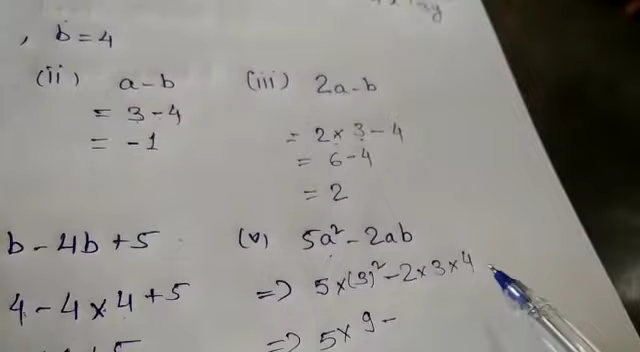 , b = 4
(ii) a - b
= 3 - 4
= -1
(iii) 2a - b
= 2 × 3 - 4
= 6 - 4
= 2
b - 4b + 5
4 - 4 × 4 + 5
(v) 5a² - 2ab
=> 5 × (3)² - 2 × 3 × 4
=> 5 × 9 -